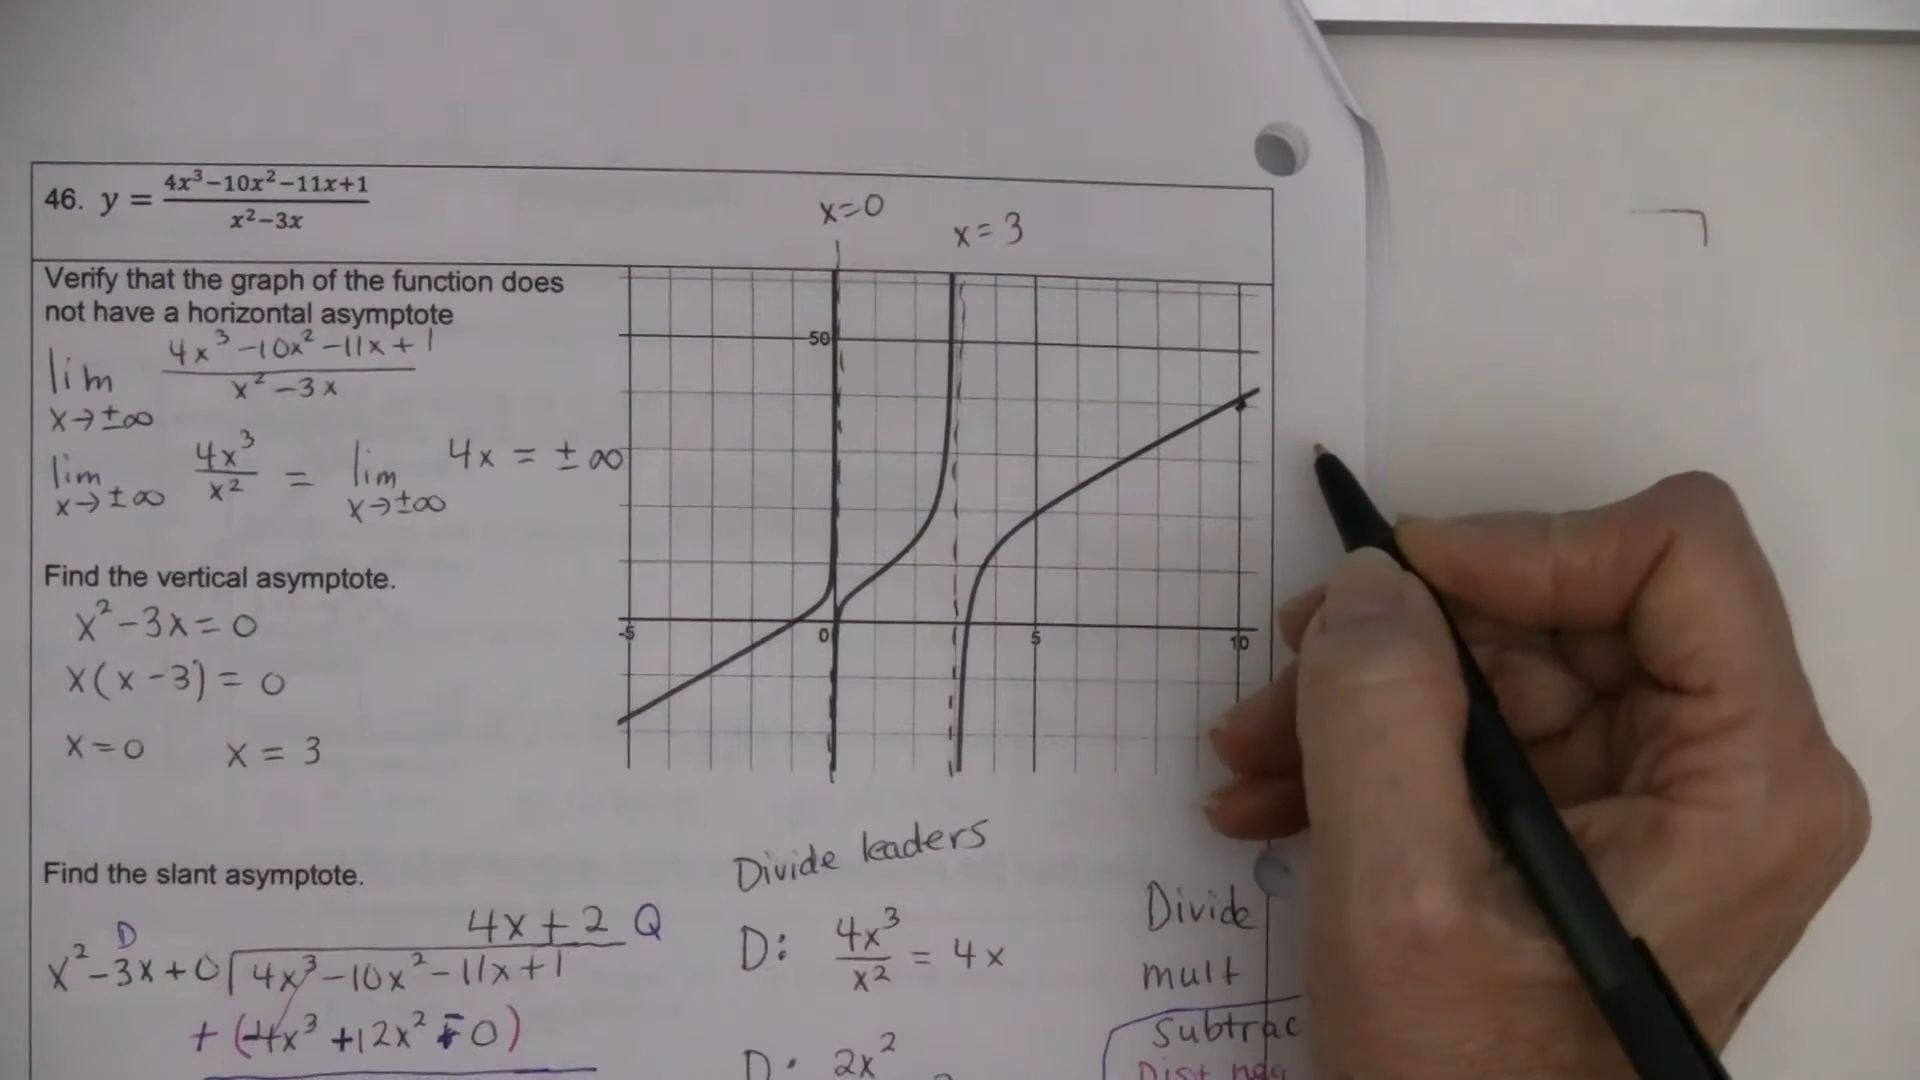 46. y = (4x³−10x²−11x+1)/(x²−3x)
x=0
x=3
Verify that the graph of the function does
not have a horizontal asymptote
lim x→±∞ (4x³−10x²−11x+1)/(x²−3x)
lim x→±∞ 4x³/x² = lim x→±∞ 4x = ±∞
50
-5 0 5 10
Find the vertical asymptote.
x²−3x=0
x(x−3)=0
x=0 x=3
Find the slant asymptote.
4x+2 Q
D
x²−3x+0 4x³−10x²−11x+1
+(−4x³+12x² 0)
Divide leaders
D: 4x³/x² = 4x
D: 2x²
Divide
mult
Subtrac
Dist neg